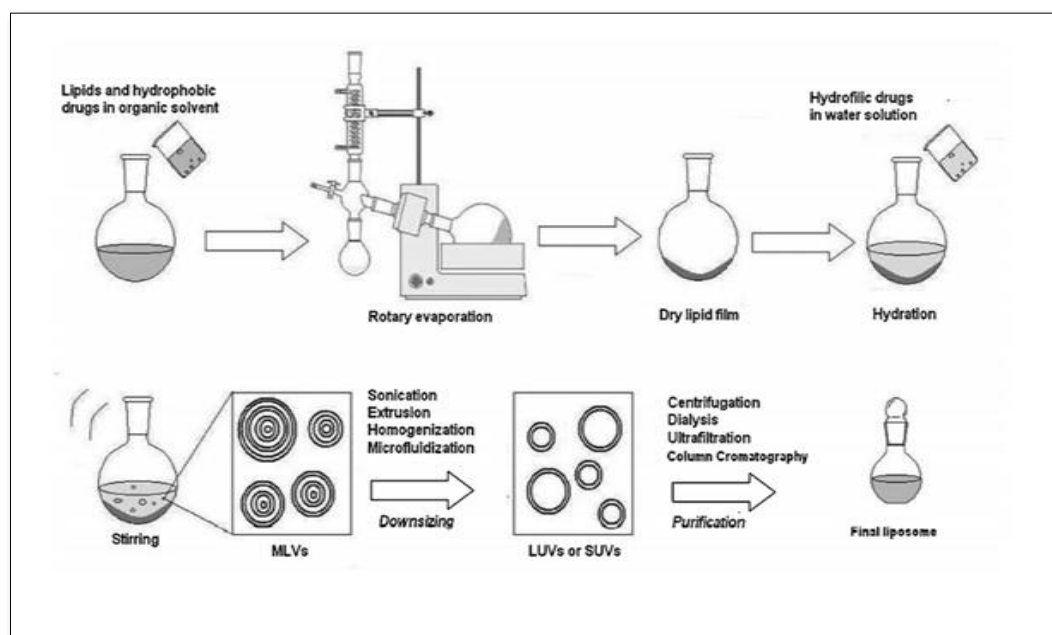 Lipids and hydrophobic
drugs in organic solvent
Hydrofilic drugs
in water solution
Rotary evaporation
Dry lipid film
Hydration
Stirring
MLVs
Sonication
Extrusion
Homogenization
Microfluidization
Downsizing
LUVs or SUVs
Centrifugation
Dialysis
Ultrafiltration
Column Cromatography
Purification
Final liposome